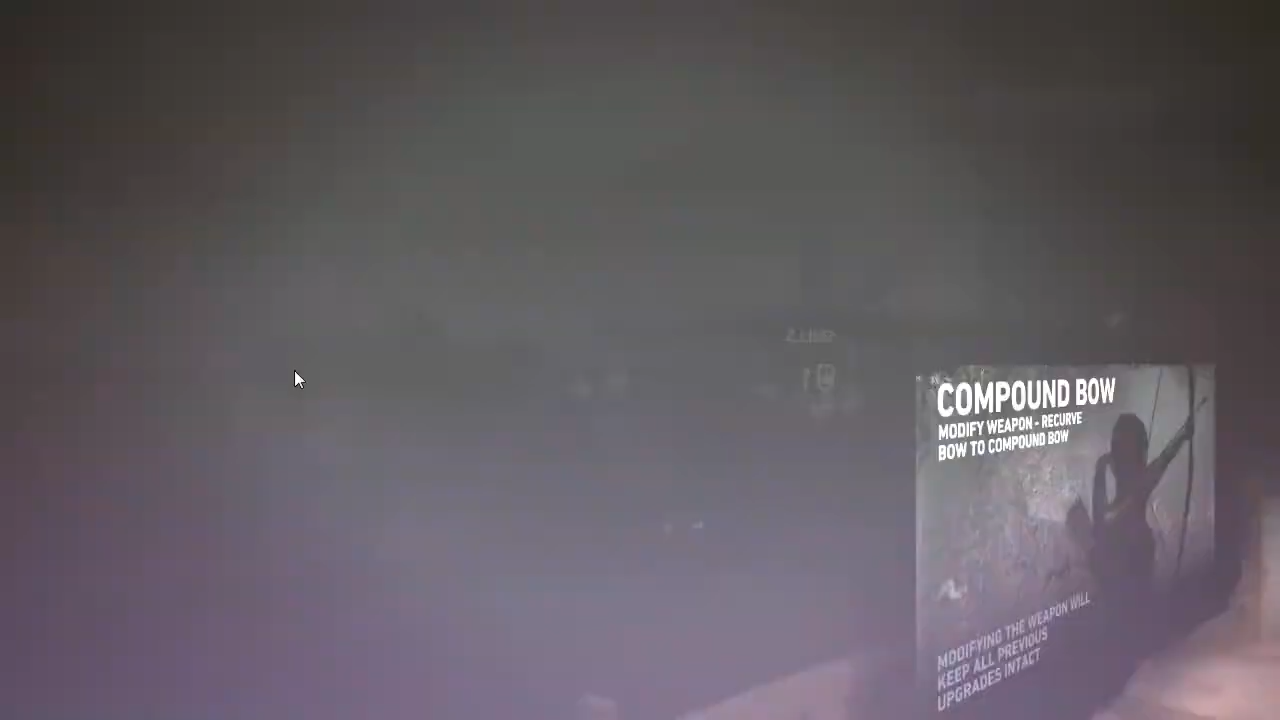 COMPOUND BOW
MODIFY WEAPON - RECURVE
BOW TO COMPOUND BOW
MODIFYING THE WEAPON WILL
KEEP ALL PREVIOUS
UPGRADES INTACT